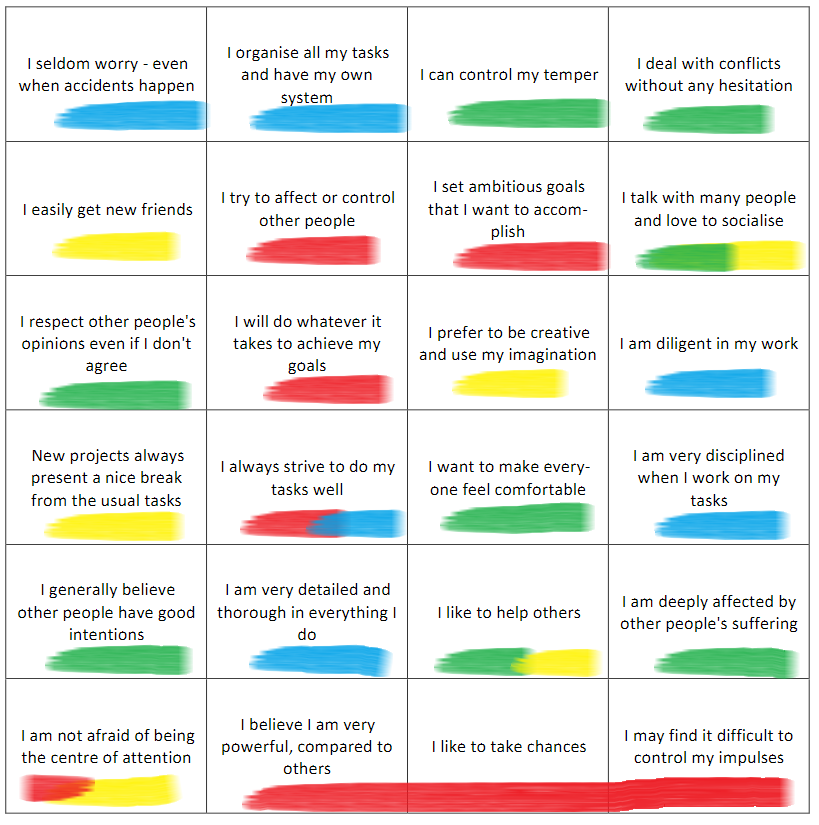 I seldom worry - even
when accidents happen
I organise all my tasks
and have my own
system
I can control my temper
I deal with conflicts
without any hesitation
I easily get new friends
I try to affect or control
other people
I set ambitious goals
that I want to accom-
plish
I talk with many people
and love to socialise
I respect other people's
opinions even if I don't
agree
I will do whatever it
takes to achieve my
goals
I prefer to be creative
and use my imagination
I am diligent in my work
New projects always
present a nice break
from the usual tasks
I always strive to do my
tasks well
I want to make every-
one feel comfortable
I am very disciplined
when I work on my
tasks
I generally believe
other people have good
intentions
I am very detailed and
thorough in everything I
do
I like to help others
I am deeply affected by
other people's suffering
I am not afraid of being
the centre of attention
I believe I am very
powerful, compared to
others
I like to take chances
I may find it difficult to
control my impulses